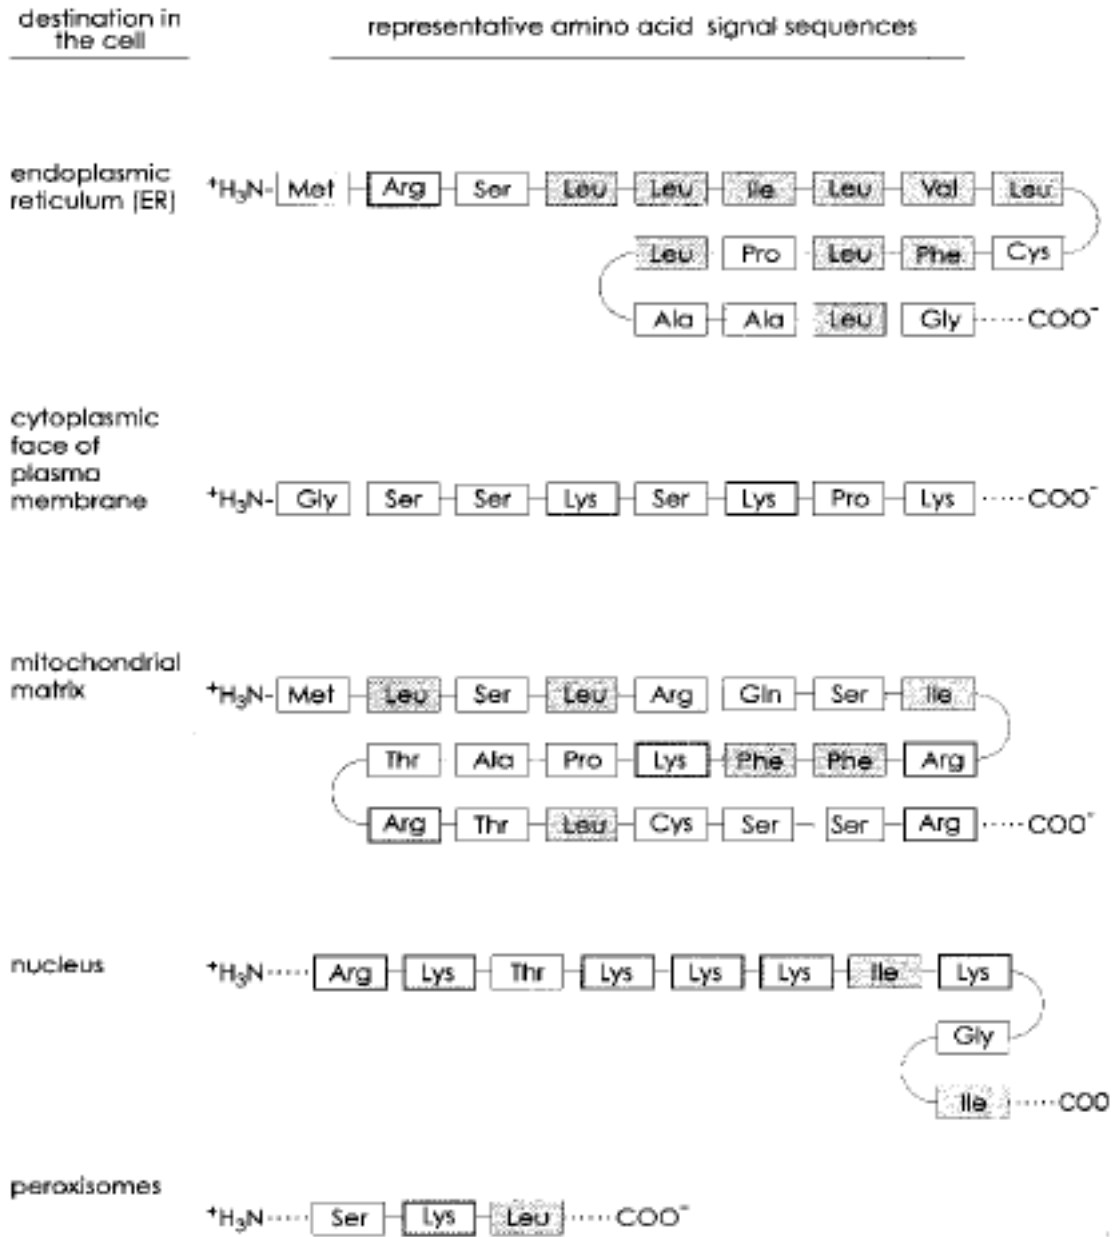 destination in representative amino acid signal sequences
the cell
endoplasmic
reticulum (ER) ⁺H₃N- Met Arg Ser Leu Leu Ile Leu Val Leu
Leu Pro Leu Phe Cys
Ala Ala Leu Gly ·····COO⁻
cytoplasmic
face of
plasma
membrane ⁺H₃N- Gly Ser Ser Lys Ser Lys Pro Lys ·····COO⁻
mitochondrial
matrix ⁺H₃N- Met Leu Ser Leu Arg Gln Ser Ile
Thr Ala Pro Lys Phe Phe Arg
Arg Thr Leu Cys Ser Ser Arg ·····COO⁻
nucleus ⁺H₃N····· Arg Lys Thr Lys Lys Lys Ile Lys
Gly
Ile ·····COO
peroxisomes
⁺H₃N····· Ser Lys Leu ·····COO⁻